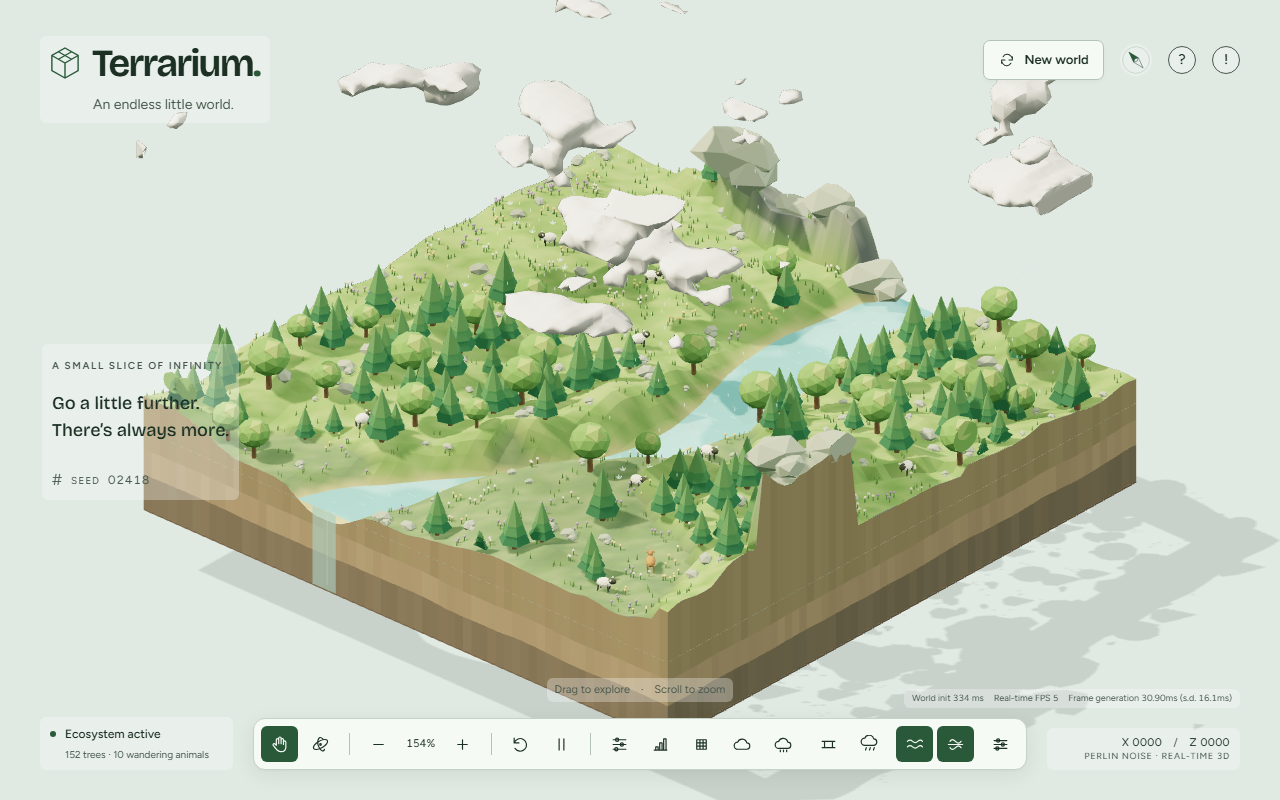 Terrarium.
An endless little world.
New world
?
!
A SMALL SLICE OF INFINITY
Go a little further.
There's always more.
# SEED 02418
Drag to explore · Scroll to zoom
World init 334 ms Real-time FPS 5 Frame generation 30.90ms (s.d. 16.1ms)
Ecosystem active
152 trees · 10 wandering animals
154%
X 0000 / Z 0000
PERLIN NOISE · REAL-TIME 3D